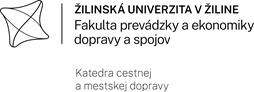 ŽILINSKÁ UNIVERZITA V ŽILINE
Fakulta prevádzky a ekonomiky
dopravy a spojov
Katedra cestnej
a mestskej dopravy